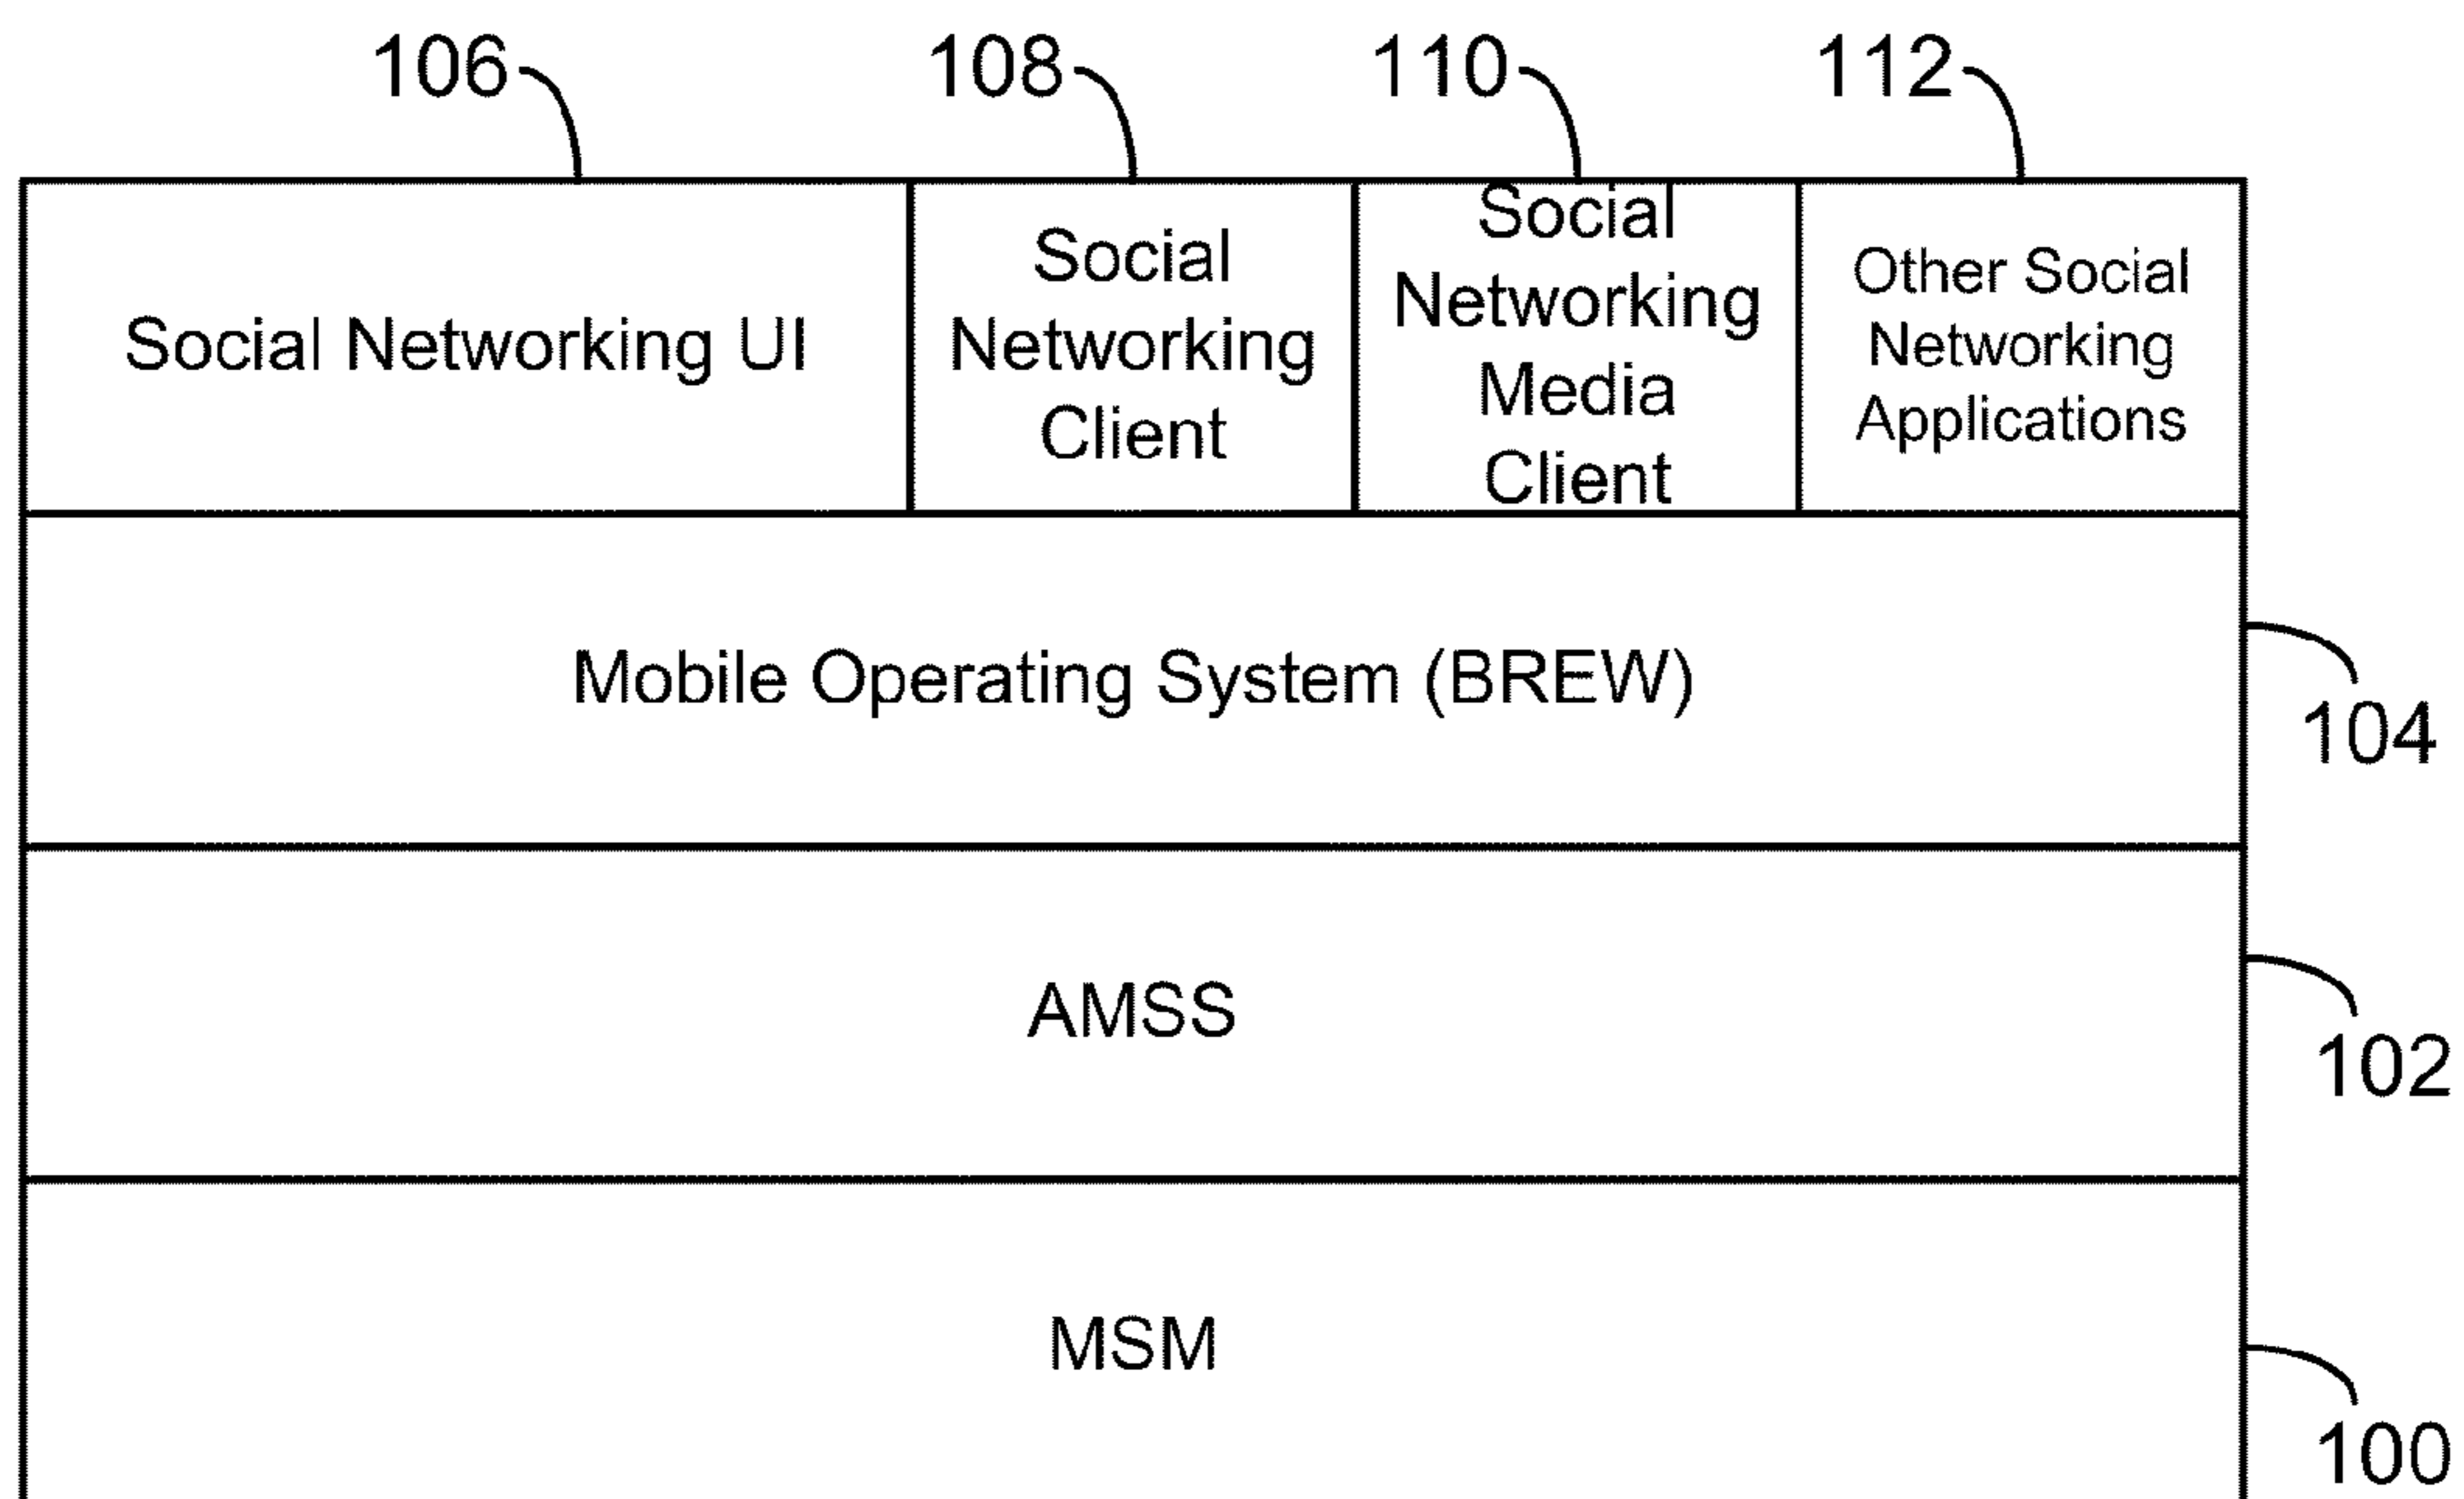 106
108
110
112
Social Networking UI
Social
Networking
Client
Social
Networking
Media
Client
Other Social
Networking
Applications
Mobile Operating System (BREW)
104
AMSS
102
MSM
100